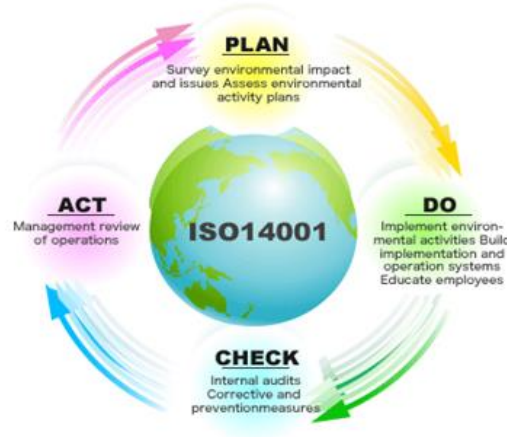 PLAN
Survey environmental impact
and issues Assess environmental
activity plans
DO
Implement environ-
mental activities Build
implementation and
operation systems
Educate employees
CHECK
Internal audits
Corrective and
preventionmeasures
ACT
Management review
of operations
ISO14001